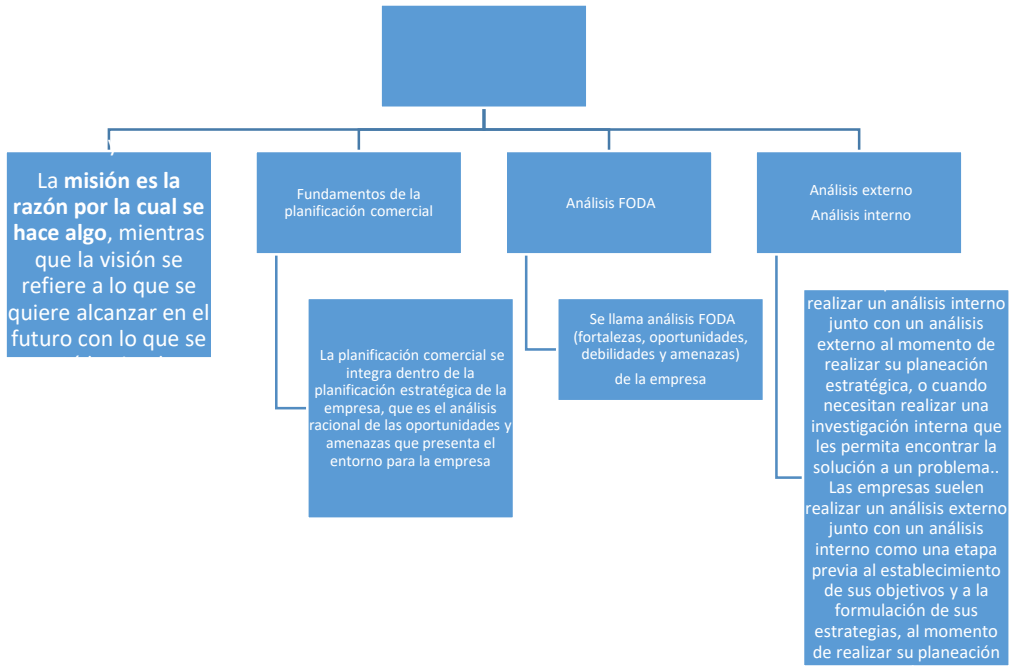 La misión es la
razón por la cual se
hace algo, mientras
que la visión se
refiere a lo que se
quiere alcanzar en el
futuro con lo que se
Fundamentos de la
planificación comercial
La planificación comercial se
integra dentro de la
planificación estratégica de la
empresa, que es el análisis
racional de las oportunidades y
amenazas que presenta el
entorno para la empresa
Análisis FODA
Se llama análisis FODA
(fortalezas, oportunidades,
debilidades y amenazas)
de la empresa
Análisis externo
Análisis interno
realizar un análisis interno
junto con un análisis
externo al momento de
realizar su planeación
estratégica, o cuando
necesitan realizar una
investigación interna que
les permita encontrar la
solución a un problema..
Las empresas suelen
realizar un análisis externo
junto con un análisis
interno como una etapa
previa al establecimiento
de sus objetivos y a la
formulación de sus
estrategias, al momento
de realizar su planeación